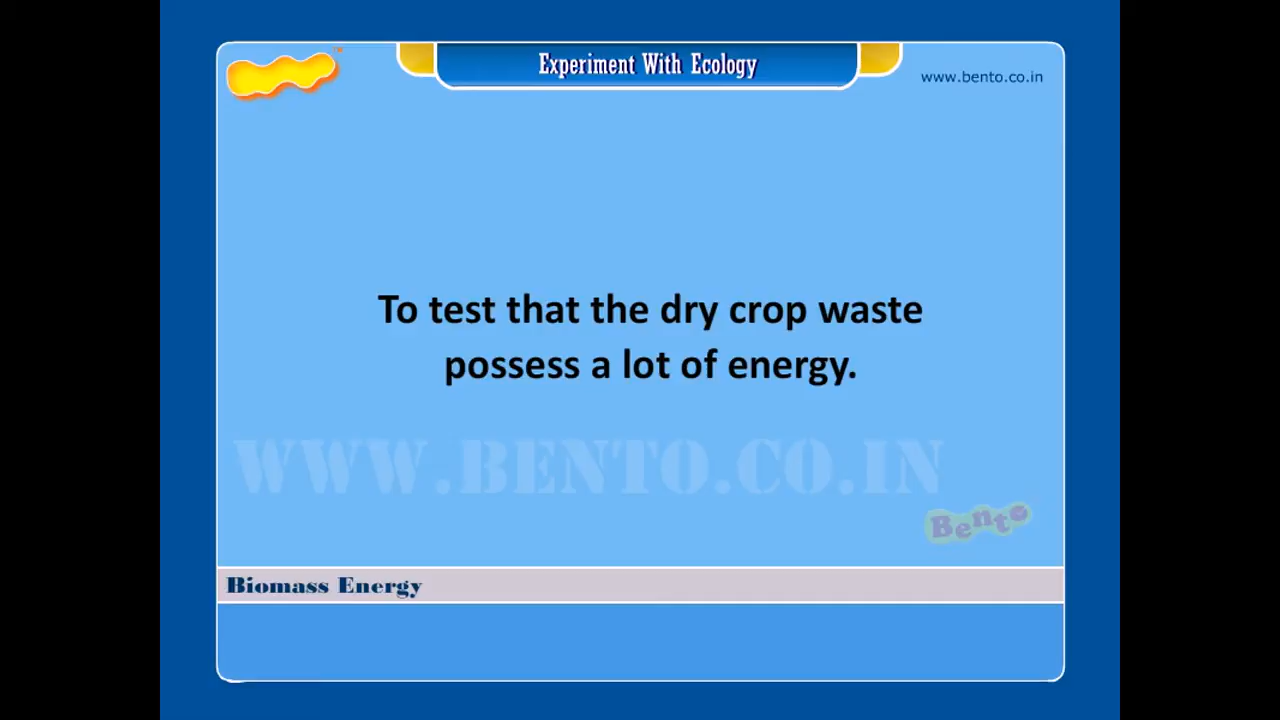 Experiment With Ecology
www.bento.co.in
To test that the dry crop waste
possess a lot of energy.
WWW.BENTO.CO.IN
Bento
Biomass Energy